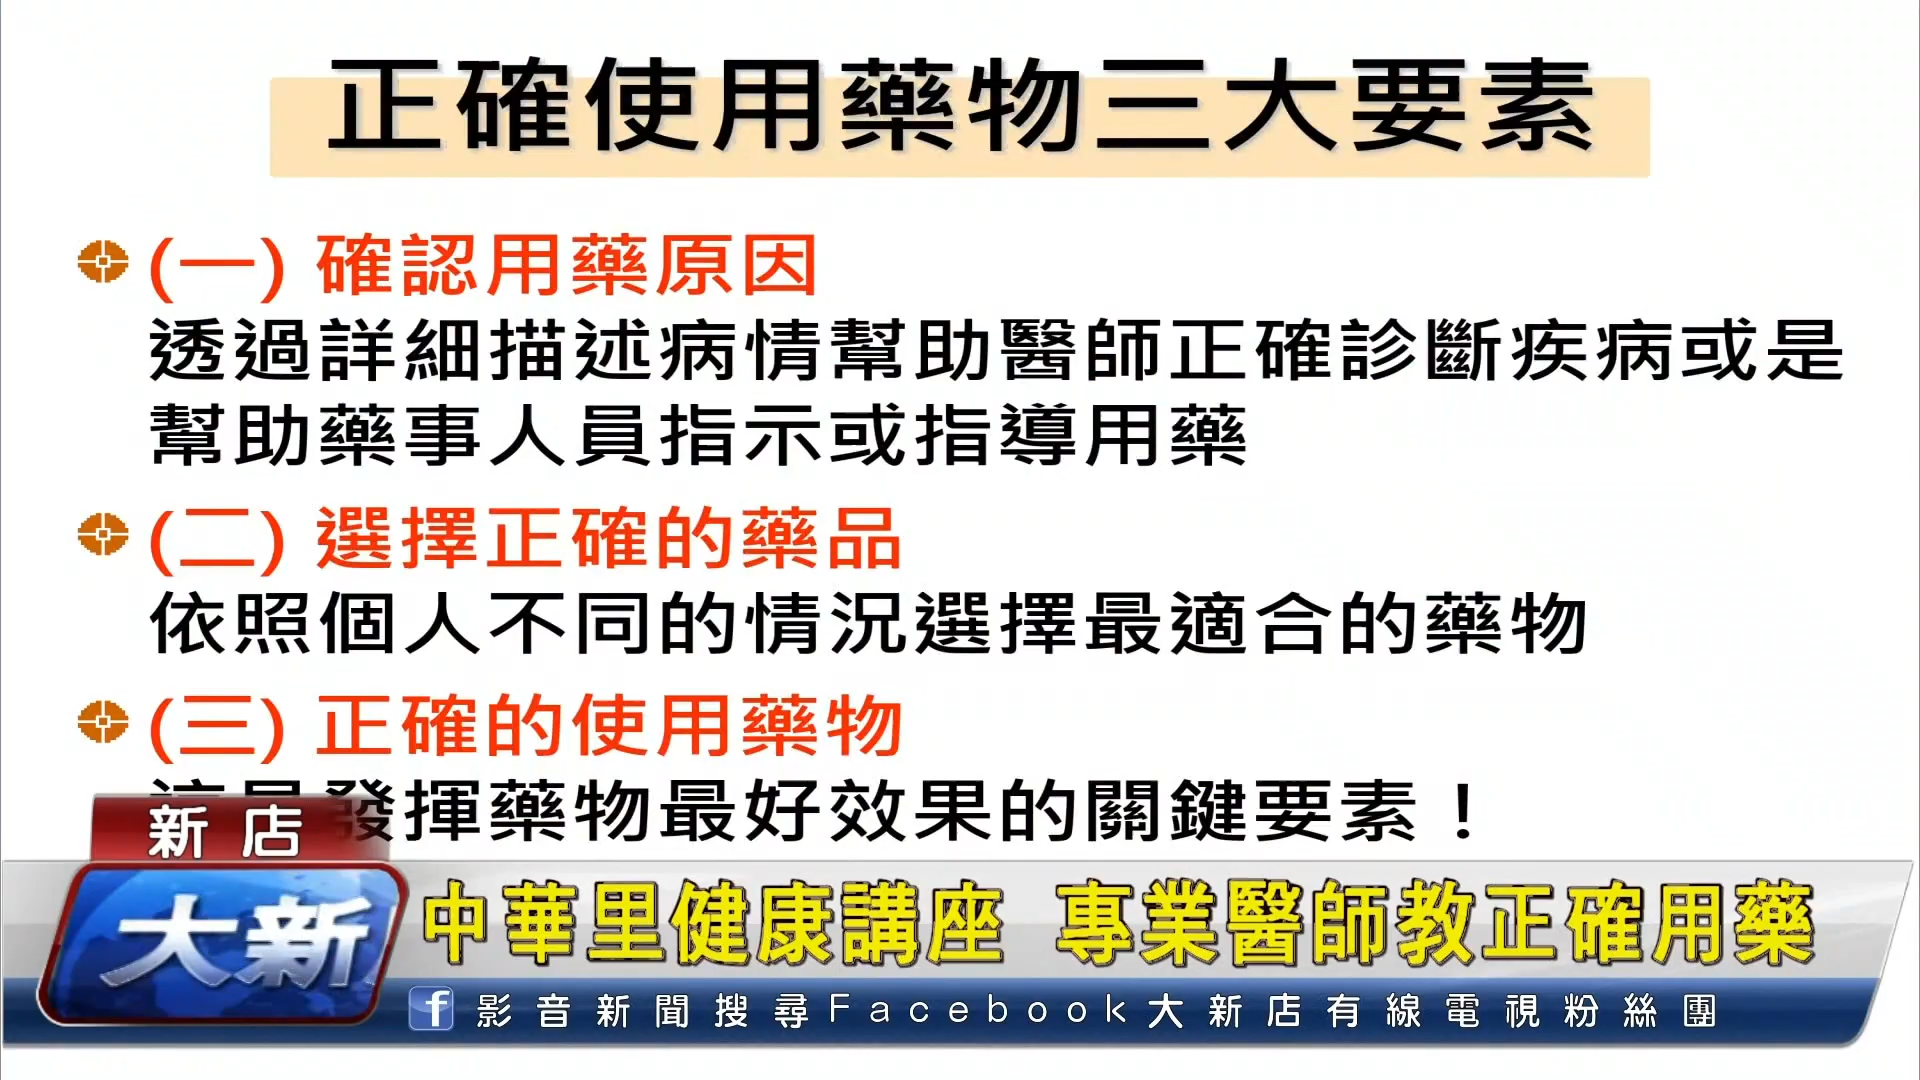 正確使用藥物三大要素
(一) 確認用藥原因
透過詳細描述病情幫助醫師正確診斷疾病或是
幫助藥事人員指示或指導用藥
(二) 選擇正確的藥品
依照個人不同的情況選擇最適合的藥物
(三) 正確的使用藥物
發揮藥物最好效果的關鍵要素！
新店
大新
中華里健康講座 專業醫師教正確用藥
影音新聞搜尋Facebook大新店有線電視粉絲團